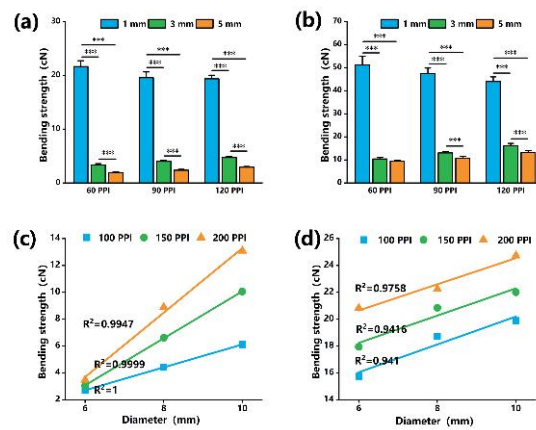 (a)
1 mm 3 mm 5 mm
Bending strength (cN)
30
20
10
0
***
***
***
***
***
***
***
***
***
60 PPI 90 PPI 120 PPI
(b)
1 mm 3 mm 5 mm
Bending strength (cN)
70
60
50
40
30
20
10
0
***
***
***
***
***
***
***
***
60 PPI 90 PPI 120 PPI
(c)
100 PPI 150 PPI 200 PPI
Bending strength (cN)
14
12
10
8
6
4
2
R²=0.9947
R²=0.9999
R²=1
6 8 10
Diameter (mm)
(d)
100 PPI 150 PPI 200 PPI
Bending strength (cN)
26
24
22
20
18
16
14
R²=0.9758
R²=0.9416
R²=0.941
6 8 10
Diameter (mm)